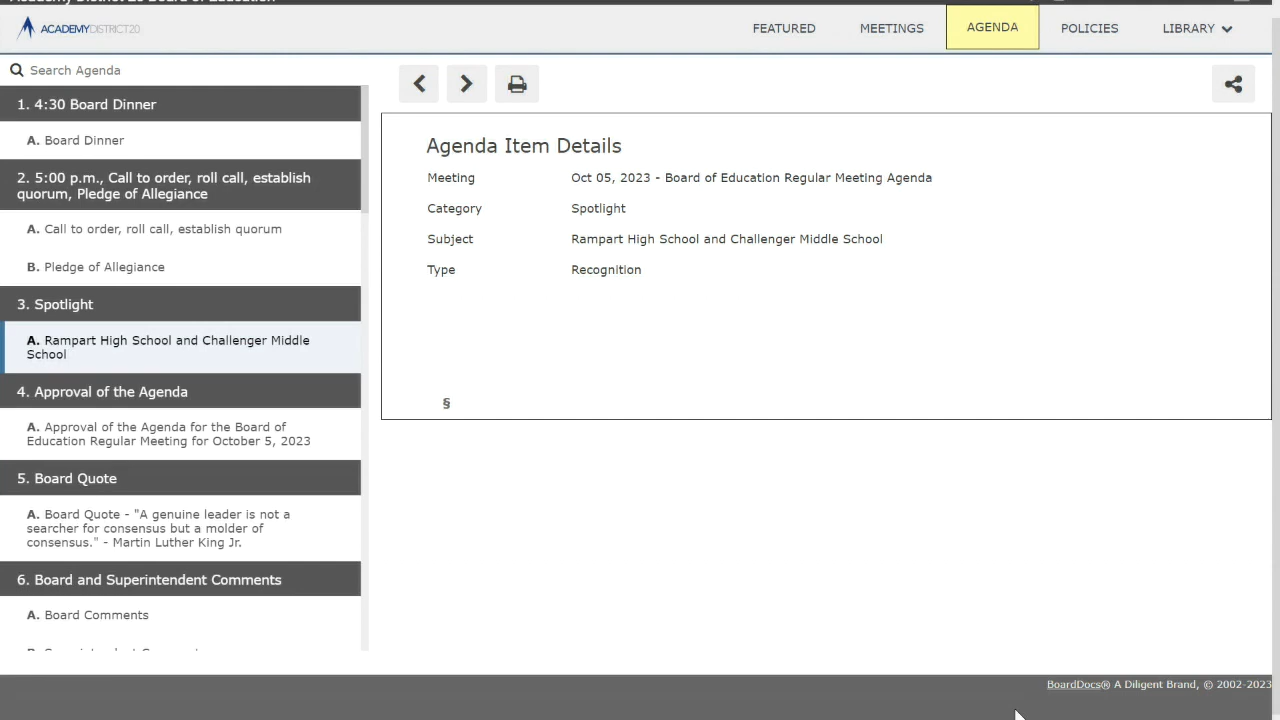 Academy District 20 Board of Education
ACADEMYDISTRICT20
FEATURED
MEETINGS
AGENDA
POLICIES
LIBRARY
Search Agenda
1. 4:30 Board Dinner
A. Board Dinner
2. 5:00 p.m., Call to order, roll call, establish
quorum, Pledge of Allegiance
A. Call to order, roll call, establish quorum
B. Pledge of Allegiance
3. Spotlight
A. Rampart High School and Challenger Middle
School
4. Approval of the Agenda
A. Approval of the Agenda for the Board of
Education Regular Meeting for October 5, 2023
5. Board Quote
A. Board Quote - "A genuine leader is not a
searcher for consensus but a molder of
consensus." - Martin Luther King Jr.
6. Board and Superintendent Comments
A. Board Comments
Agenda Item Details
Meeting Oct 05, 2023 - Board of Education Regular Meeting Agenda
Category Spotlight
Subject Rampart High School and Challenger Middle School
Type Recognition
§
BoardDocs® A Diligent Brand, © 2002-2023